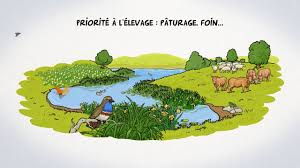 PRIORITÉ À L'ÉLEVAGE : PÂTURAGE, FOIN...